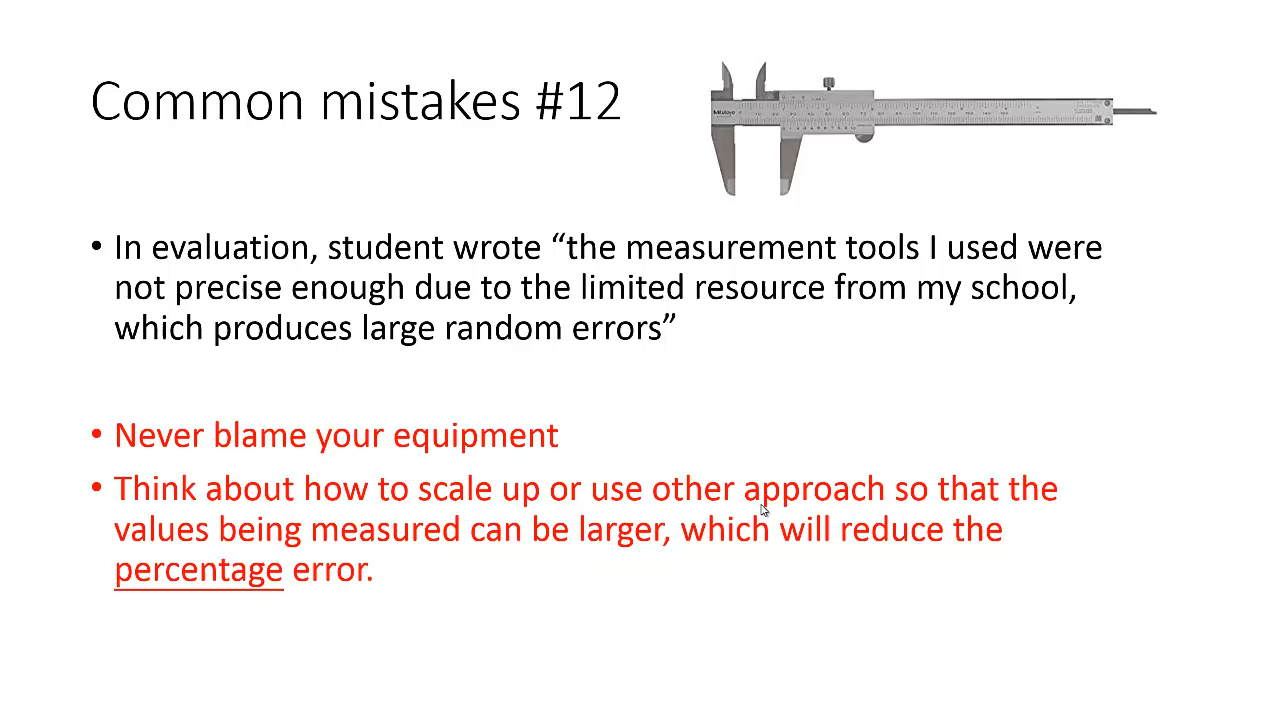 Common mistakes #12
Mitutoyo
• In evaluation, student wrote “the measurement tools I used were
not precise enough due to the limited resource from my school,
which produces large random errors”
• Never blame your equipment
• Think about how to scale up or use other approach so that the
values being measured can be larger, which will reduce the
percentage error.